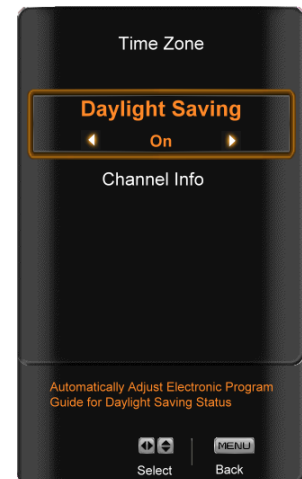 Time Zone
Daylight Saving
On
Channel Info
Automatically Adjust Electronic Program
Guide for Daylight Saving Status
MENU
Select Back